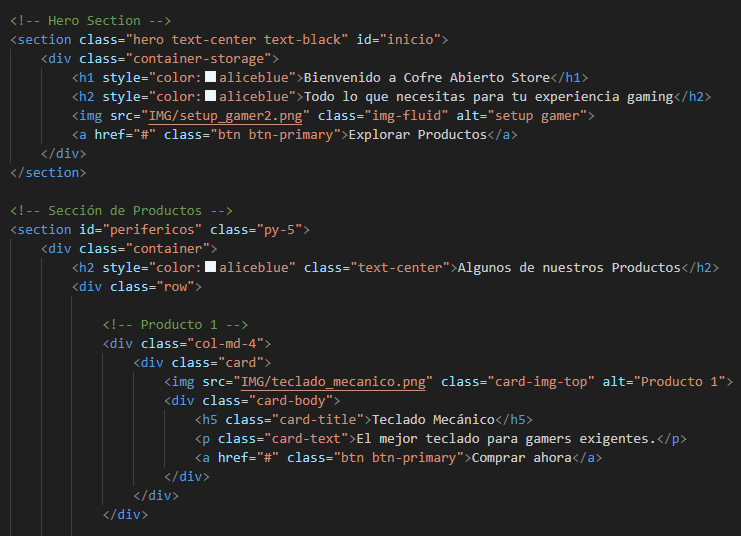 <!-- Hero Section -->
<section class="hero text-center text-black" id="inicio">
<div class="container-storage">
<h1 style="color:aliceblue">Bienvenido a Cofre Abierto Store</h1>
<h2 style="color:aliceblue">Todo lo que necesitas para tu experiencia gaming</h2>
<img src="IMG/setup_gamer2.png" class="img-fluid" alt="setup gamer">
<a href="#" class="btn btn-primary">Explorar Productos</a>
</div>
</section>
<!-- Sección de Productos -->
<section id="perifericos" class="py-5">
<div class="container">
<h2 style="color:aliceblue" class="text-center">Algunos de nuestros Productos</h2>
<div class="row">
<!-- Producto 1 -->
<div class="col-md-4">
<div class="card">
<img src="IMG/teclado_mecanico.png" class="card-img-top" alt="Producto 1">
<div class="card-body">
<h5 class="card-title">Teclado Mecánico</h5>
<p class="card-text">El mejor teclado para gamers exigentes.</p>
<a href="#" class="btn btn-primary">Comprar ahora</a>
</div>
</div>
</div>